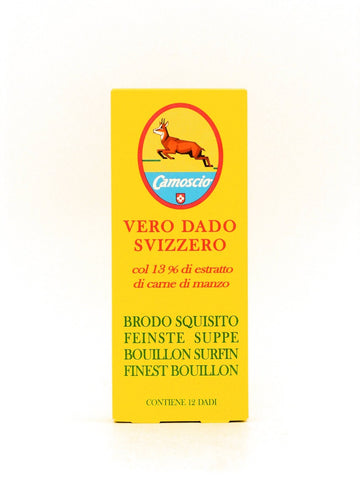 Camoscio
VERO DADO
SVIZZERO
col 13 % di estratto
di carne di manzo
BRODO SQUISITO
FEINSTE SUPPE
BOUILLON SURFIN
FINEST BOUILLON
CONTIENE 12 DADI